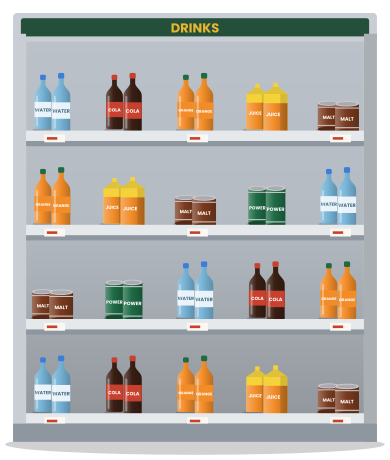 DRINKS
WATER WATER COLA COLA ORANGE ORANGE JUICE JUICE MALT MALT
ORANGE ORANGE JUICE JUICE MALT MALT POWER POWER WATER WATER
MALT MALT POWER POWER WATER WATER COLA COLA ORANGE ORANGE
WATER WATER COLA COLA ORANGE ORANGE JUICE JUICE MALT MALT